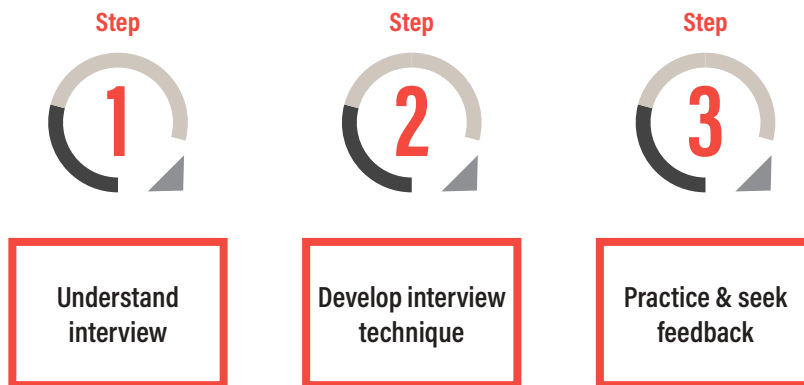 Step
1
Understand
interview
Step
2
Develop interview
technique
Step
3
Practice & seek
feedback